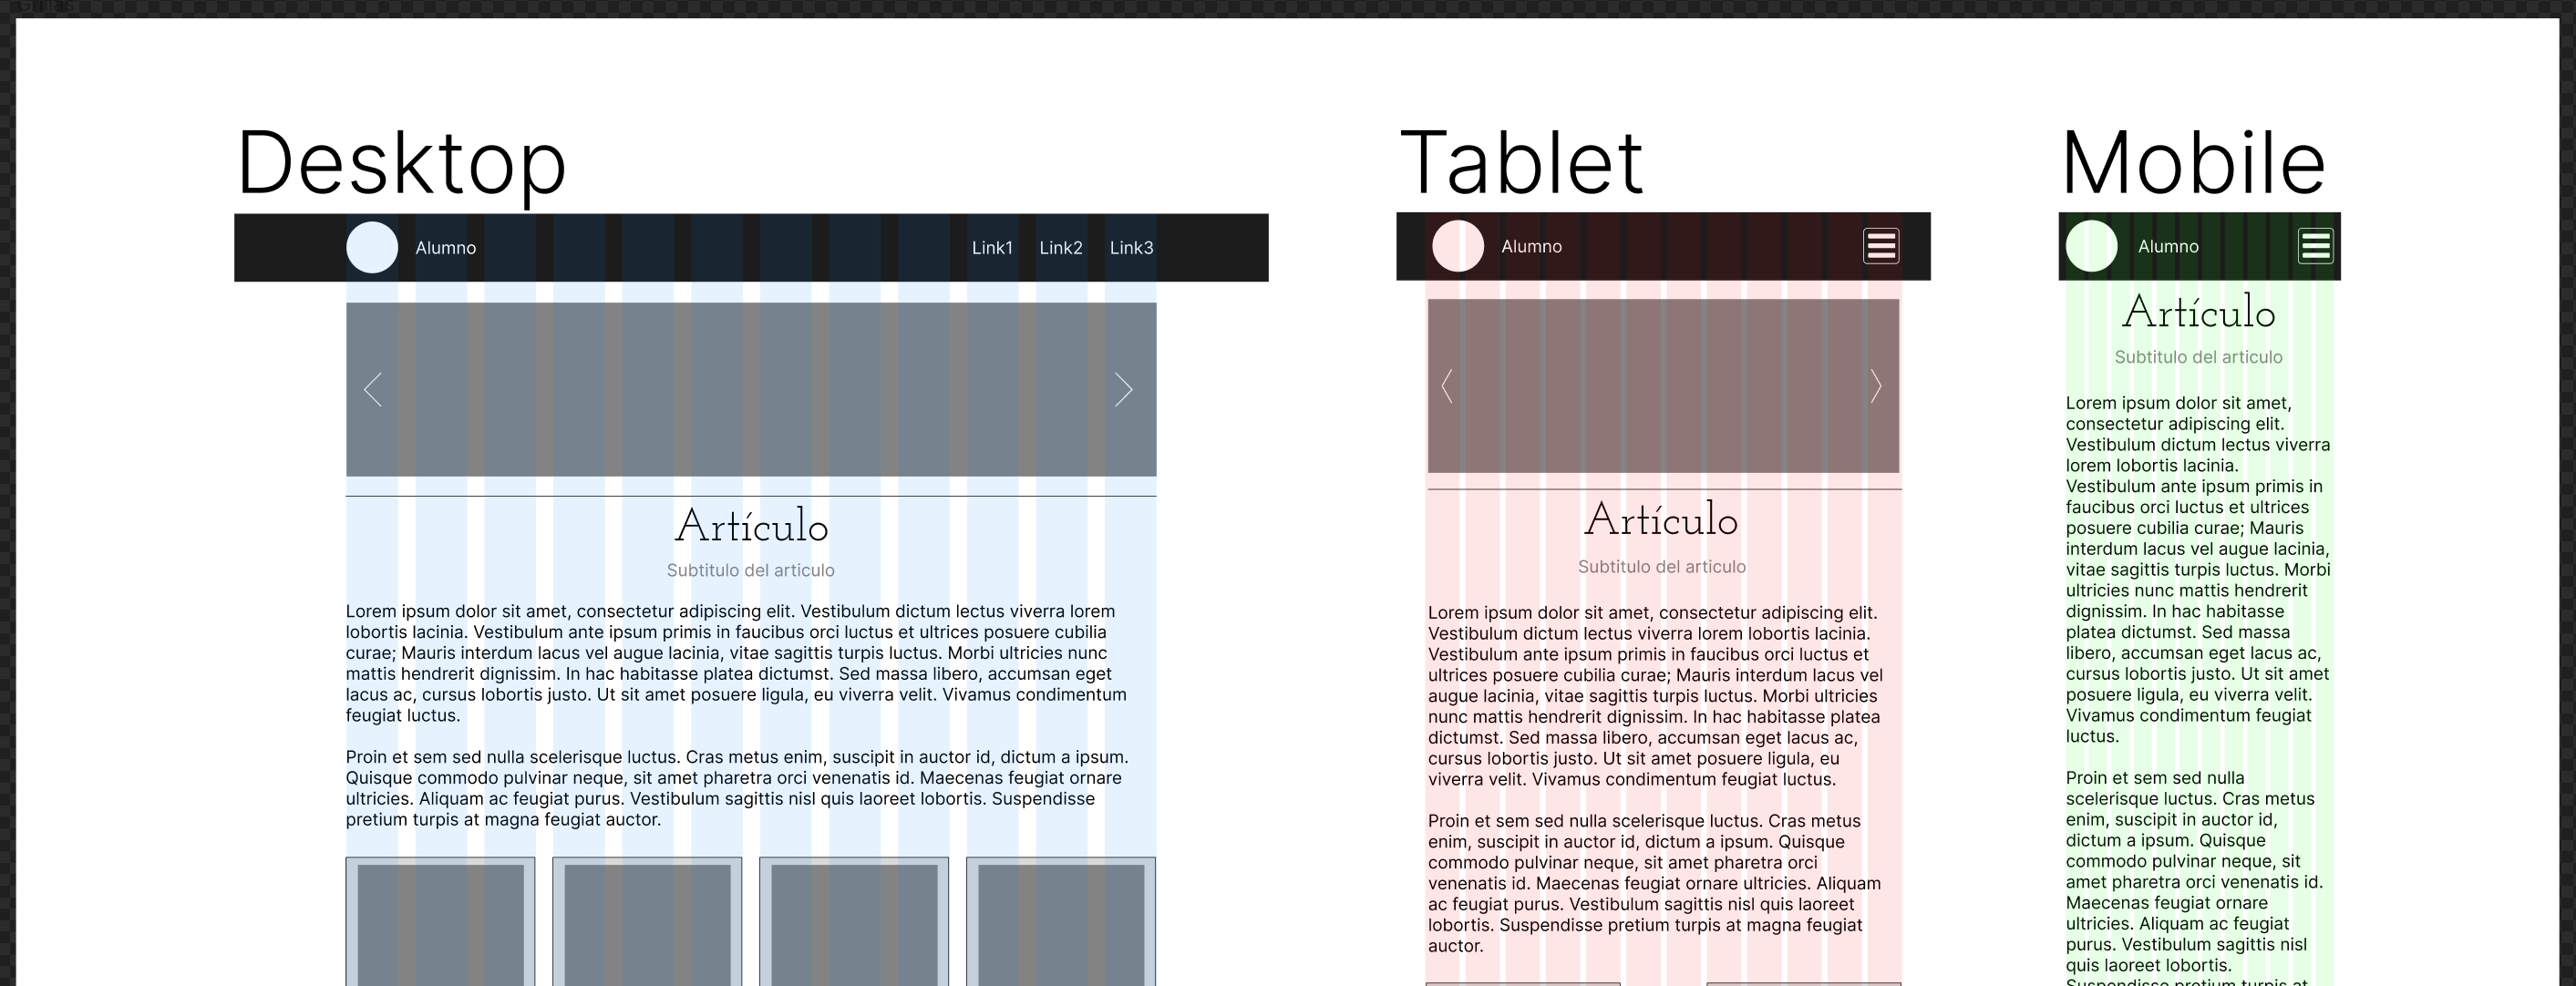 Grillas
Desktop
Alumno
Link1 Link2 Link3
Artículo
Subtitulo del articulo
Lorem ipsum dolor sit amet, consectetur adipiscing elit. Vestibulum dictum lectus viverra lorem
lobortis lacinia. Vestibulum ante ipsum primis in faucibus orci luctus et ultrices posuere cubilia
curae; Mauris interdum lacus vel augue lacinia, vitae sagittis turpis luctus. Morbi ultricies nunc
mattis hendrerit dignissim. In hac habitasse platea dictumst. Sed massa libero, accumsan eget
lacus ac, cursus lobortis justo. Ut sit amet posuere ligula, eu viverra velit. Vivamus condimentum
feugiat luctus.
Proin et sem sed nulla scelerisque luctus. Cras metus enim, suscipit in auctor id, dictum a ipsum.
Quisque commodo pulvinar neque, sit amet pharetra orci venenatis id. Maecenas feugiat ornare
ultricies. Aliquam ac feugiat purus. Vestibulum sagittis nisl quis laoreet lobortis. Suspendisse
pretium turpis at magna feugiat auctor.
Tablet
Alumno
Artículo
Subtitulo del articulo
Lorem ipsum dolor sit amet, consectetur adipiscing elit.
Vestibulum dictum lectus viverra lorem lobortis lacinia.
Vestibulum ante ipsum primis in faucibus orci luctus et
ultrices posuere cubilia curae; Mauris interdum lacus vel
augue lacinia, vitae sagittis turpis luctus. Morbi ultricies
nunc mattis hendrerit dignissim. In hac habitasse platea
dictumst. Sed massa libero, accumsan eget lacus ac,
cursus lobortis justo. Ut sit amet posuere ligula, eu
viverra velit. Vivamus condimentum feugiat luctus.
Proin et sem sed nulla scelerisque luctus. Cras metus
enim, suscipit in auctor id, dictum a ipsum. Quisque
commodo pulvinar neque, sit amet pharetra orci
venenatis id. Maecenas feugiat ornare ultricies. Aliquam
ac feugiat purus. Vestibulum sagittis nisl quis laoreet
lobortis. Suspendisse pretium turpis at magna feugiat
auctor.
Mobile
Alumno
Artículo
Subtitulo del articulo
Lorem ipsum dolor sit amet,
consectetur adipiscing elit.
Vestibulum dictum lectus viverra
lorem lobortis lacinia.
Vestibulum ante ipsum primis in
faucibus orci luctus et ultrices
posuere cubilia curae; Mauris
interdum lacus vel augue lacinia,
vitae sagittis turpis luctus. Morbi
ultricies nunc mattis hendrerit
dignissim. In hac habitasse
platea dictumst. Sed massa
libero, accumsan eget lacus ac,
cursus lobortis justo. Ut sit amet
posuere ligula, eu viverra velit.
Vivamus condimentum feugiat
luctus.
Proin et sem sed nulla
scelerisque luctus. Cras metus
enim, suscipit in auctor id,
dictum a ipsum. Quisque
commodo pulvinar neque, sit
amet pharetra orci venenatis id.
Maecenas feugiat ornare
ultricies. Aliquam ac feugiat
purus. Vestibulum sagittis nisl
quis laoreet lobortis.
Suspendisse pretium turpis at